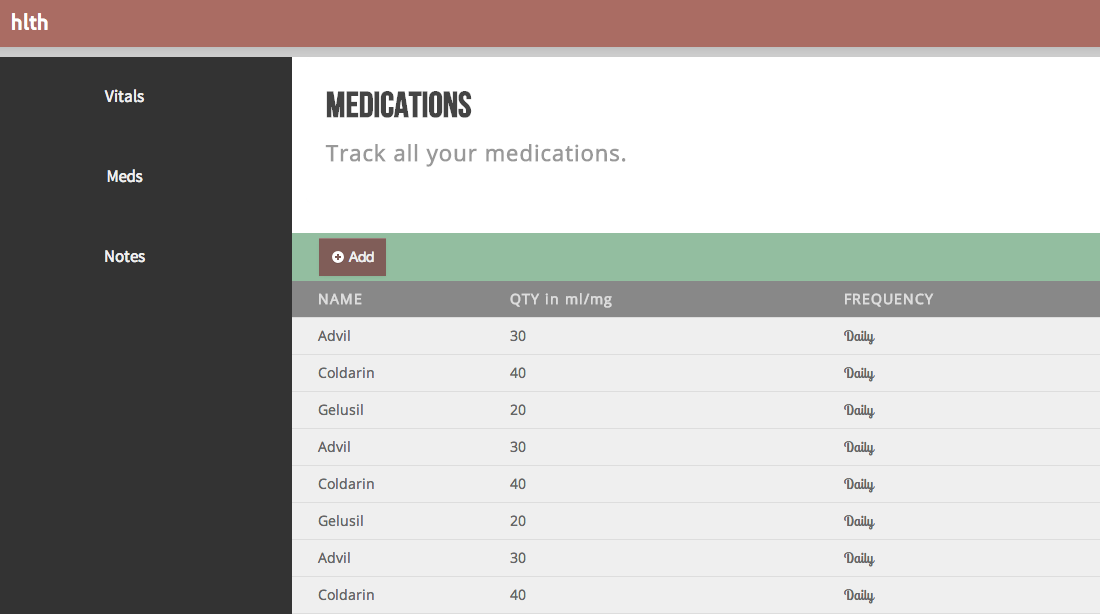 hlth
Vitals
Meds
Notes
MEDICATIONS
Track all your medications.
Add
NAME QTY in ml/mg FREQUENCY
Advil 30 Daily
Coldarin 40 Daily
Gelusil 20 Daily
Advil 30 Daily
Coldarin 40 Daily
Gelusil 20 Daily
Advil 30 Daily
Coldarin 40 Daily